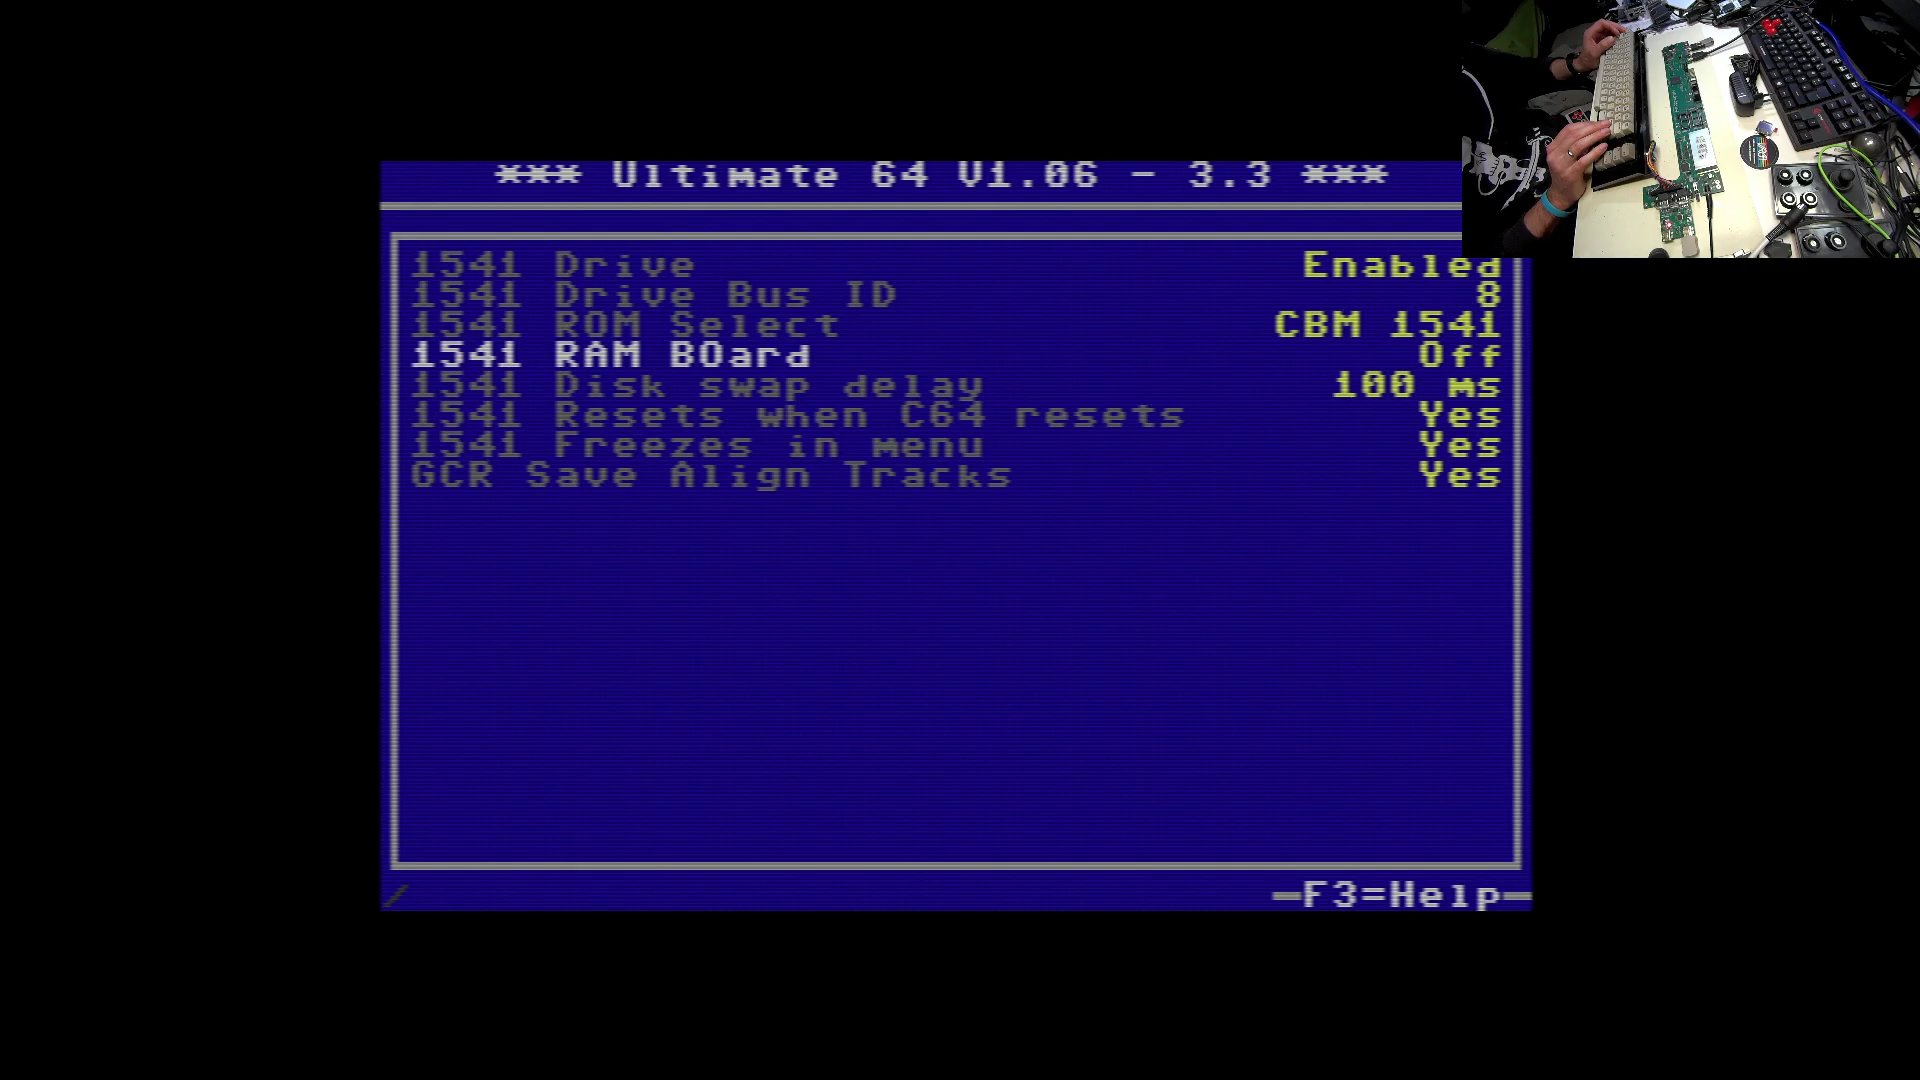 *** Ultimate 64 V1.06 - 3.3 ***
1541 Drive Enabled
1541 Drive Bus ID 8
1541 ROM Select CBM 1541
1541 RAM BOard Off
1541 Disk swap delay 100 ms
1541 Resets when C64 resets Yes
1541 Freezes in menu Yes
GCR Save Align Tracks Yes
/ —F3=Help—